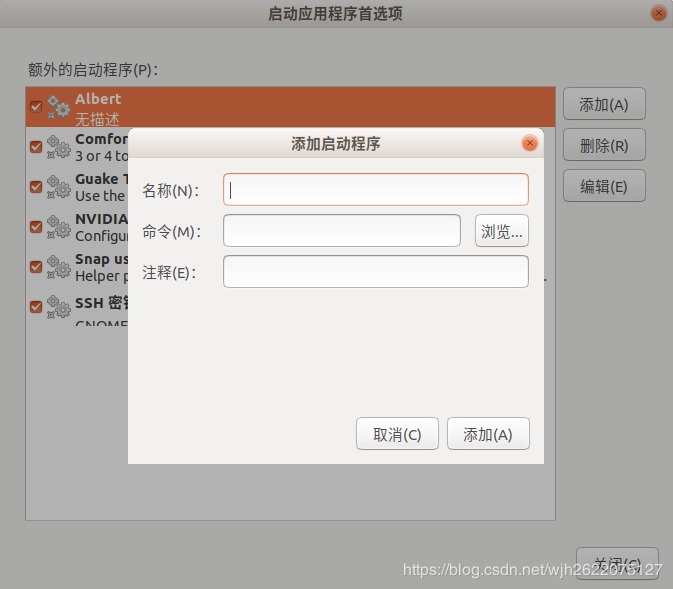 启动应用程序首选项
额外的启动程序(P)：
Albert
无描述
添加(A)
Comfor
3 or 4 to
删除(R)
Guake T
Use the
编辑(E)
NVIDIA
Configur
Snap us
Helper p
SSH 密钥
GNOME
添加启动程序
名称(N)：
命令(M)：
浏览...
注释(E)：
取消(C)
添加(A)
关闭(C)
https://blog.csdn.net/wjh2622075127